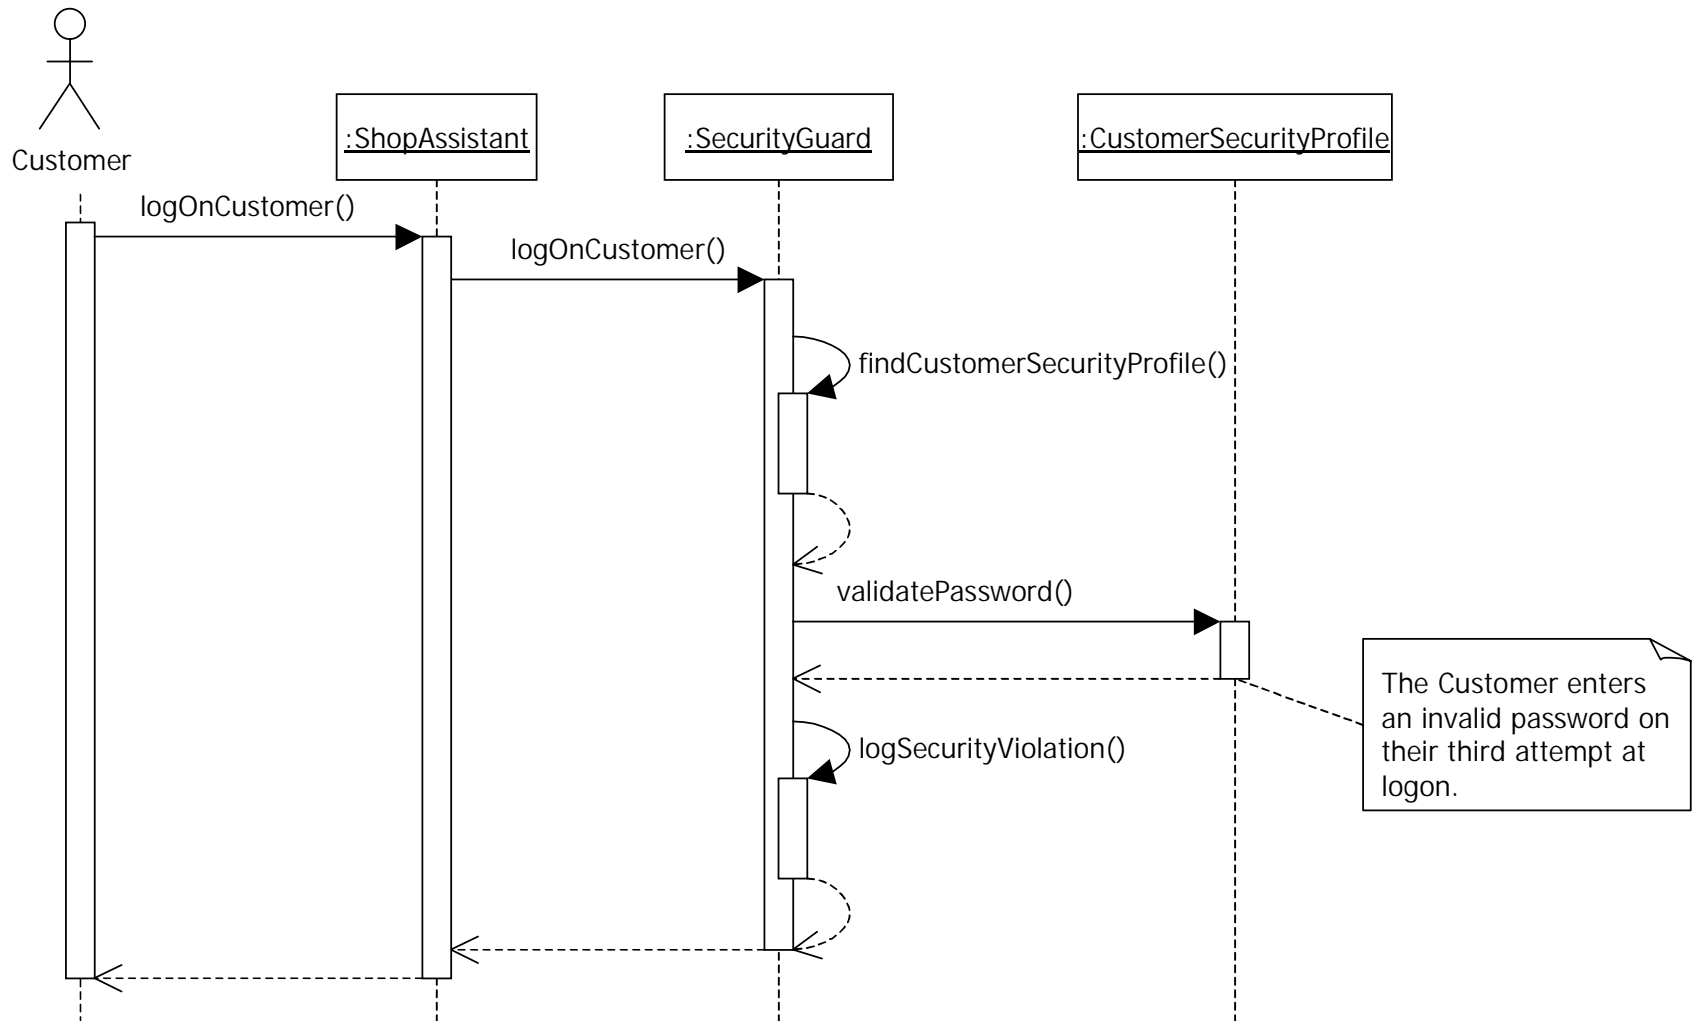 Customer
:ShopAssistant
:SecurityGuard
:CustomerSecurityProfile
logOnCustomer()
logOnCustomer()
findCustomerSecurityProfile()
validatePassword()
The Customer enters
an invalid password on
their third attempt at
logon.
logSecurityViolation()